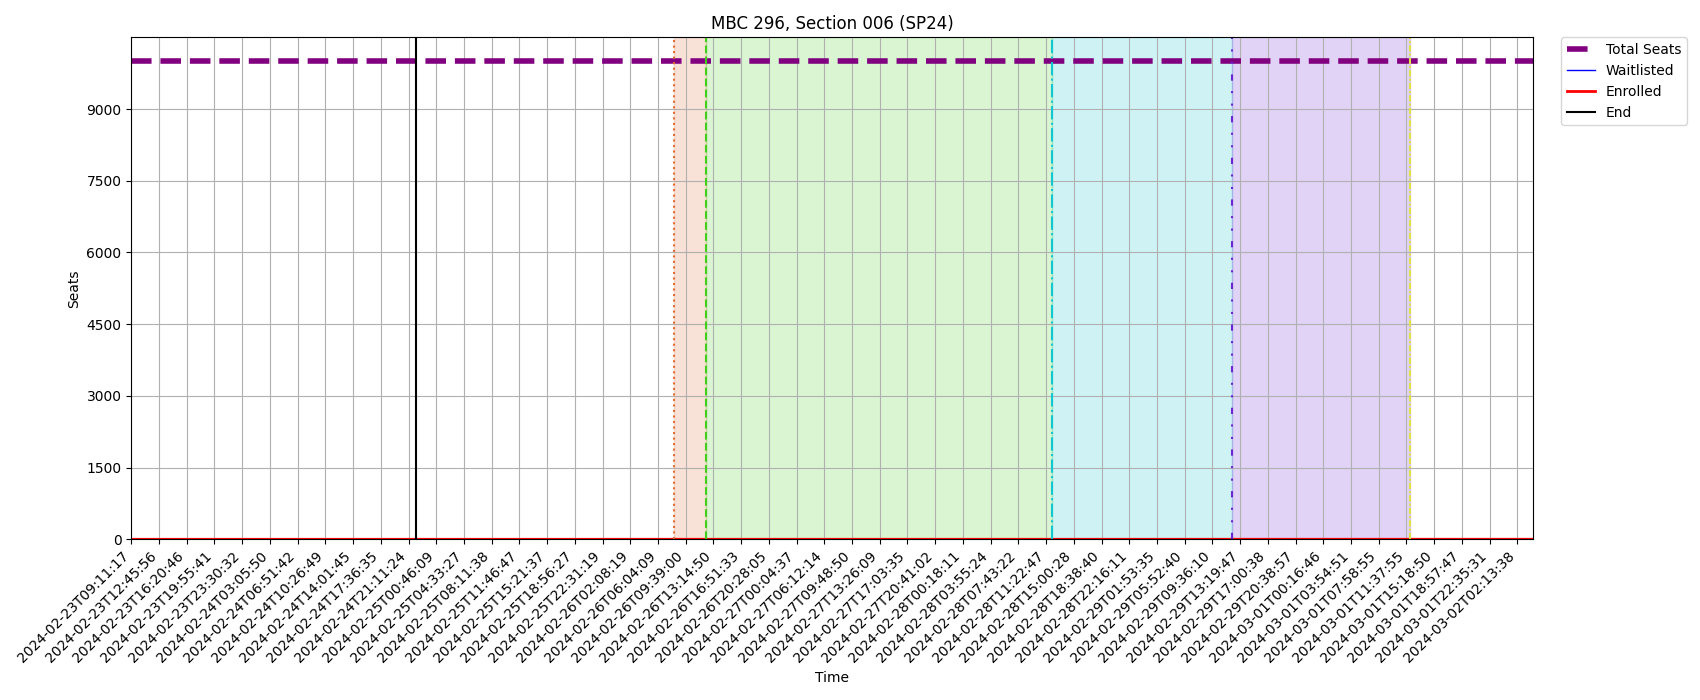 MBC 296, Section 006 (SP24)
Total Seats
Waitlisted
Enrolled
End
Seats
9000
7500
6000
4500
3000
1500
0
2024-02-23T09:11:17
2024-02-23T12:45:56
2024-02-23T16:20:46
2024-02-23T19:55:41
2024-02-23T23:30:32
2024-02-24T03:05:50
2024-02-24T06:51:42
2024-02-24T10:26:49
2024-02-24T14:01:45
2024-02-24T17:36:35
2024-02-24T21:11:24
2024-02-25T00:46:09
2024-02-25T04:33:27
2024-02-25T08:11:38
2024-02-25T11:46:47
2024-02-25T15:21:37
2024-02-25T18:56:27
2024-02-25T22:31:19
2024-02-26T02:08:19
2024-02-26T06:04:09
2024-02-26T09:39:00
2024-02-26T13:14:50
2024-02-26T16:51:33
2024-02-26T20:28:05
2024-02-27T00:04:37
2024-02-27T06:12:14
2024-02-27T09:48:50
2024-02-27T13:26:09
2024-02-27T17:03:35
2024-02-27T20:41:02
2024-02-28T00:18:11
2024-02-28T03:55:24
2024-02-28T07:43:22
2024-02-28T11:22:47
2024-02-28T15:00:28
2024-02-28T18:38:40
2024-02-28T22:16:11
2024-02-29T01:53:35
2024-02-29T05:52:40
2024-02-29T09:36:10
2024-02-29T13:19:47
2024-02-29T17:00:38
2024-02-29T20:38:57
2024-03-01T00:16:46
2024-03-01T03:54:51
2024-03-01T07:58:55
2024-03-01T11:37:55
2024-03-01T15:18:50
2024-03-01T18:57:47
2024-03-01T22:35:31
2024-03-02T02:13:38
Time